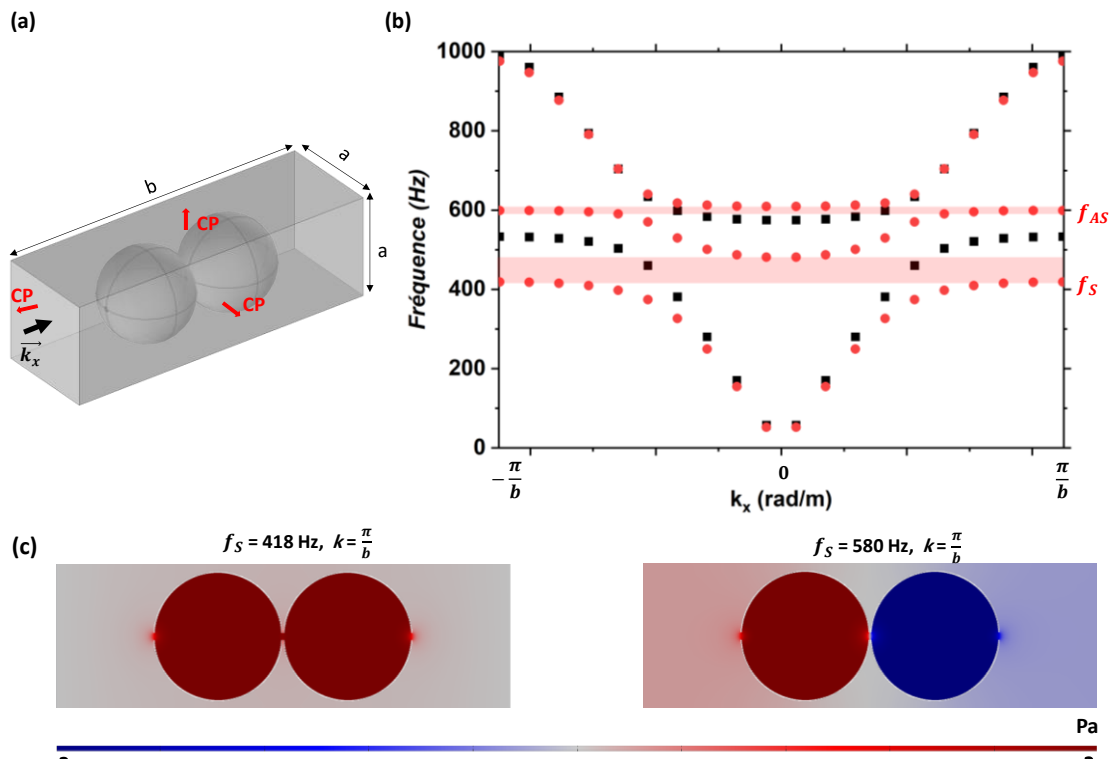 (a)
(b)
b
a
a
CP
CP
CP
k_x
Fréquence (Hz)
1000
800
600
400
200
0
f_AS
f_S
-π/b
0
π/b
k_x (rad/m)
(c)
f_S = 418 Hz, k = π/b
f_S = 580 Hz, k = π/b
Pa